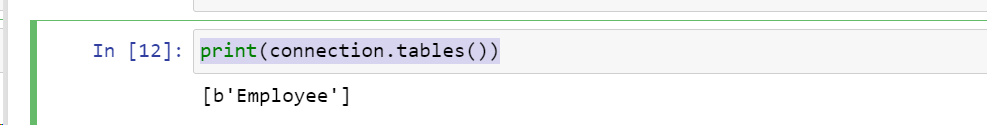 In [12]: print(connection.tables())
[b'Employee']